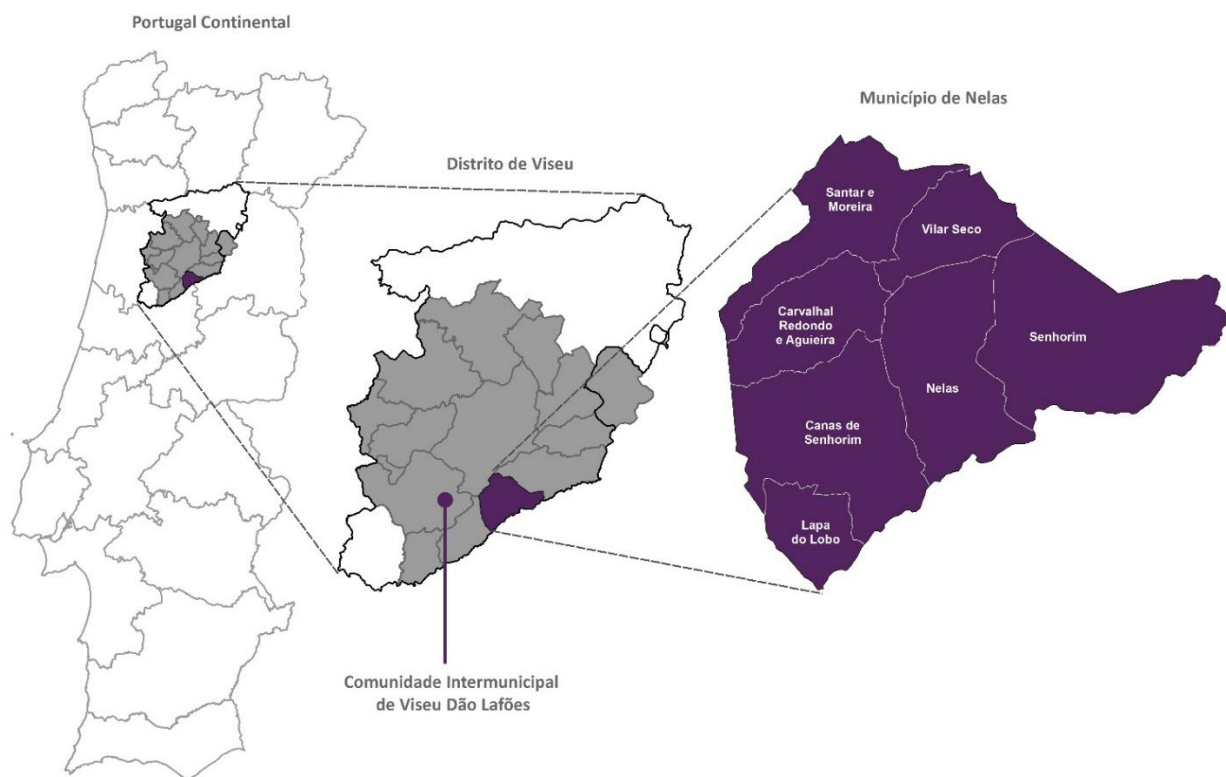 Portugal Continental
Distrito de Viseu
Município de Nelas
Santar e
Moreira
Vilar Seco
Carvalhal
Redondo
e Aguieira
Senhorim
Nelas
Canas de
Senhorim
Lapa
do Lobo
Comunidade Intermunicipal
de Viseu Dão Lafões